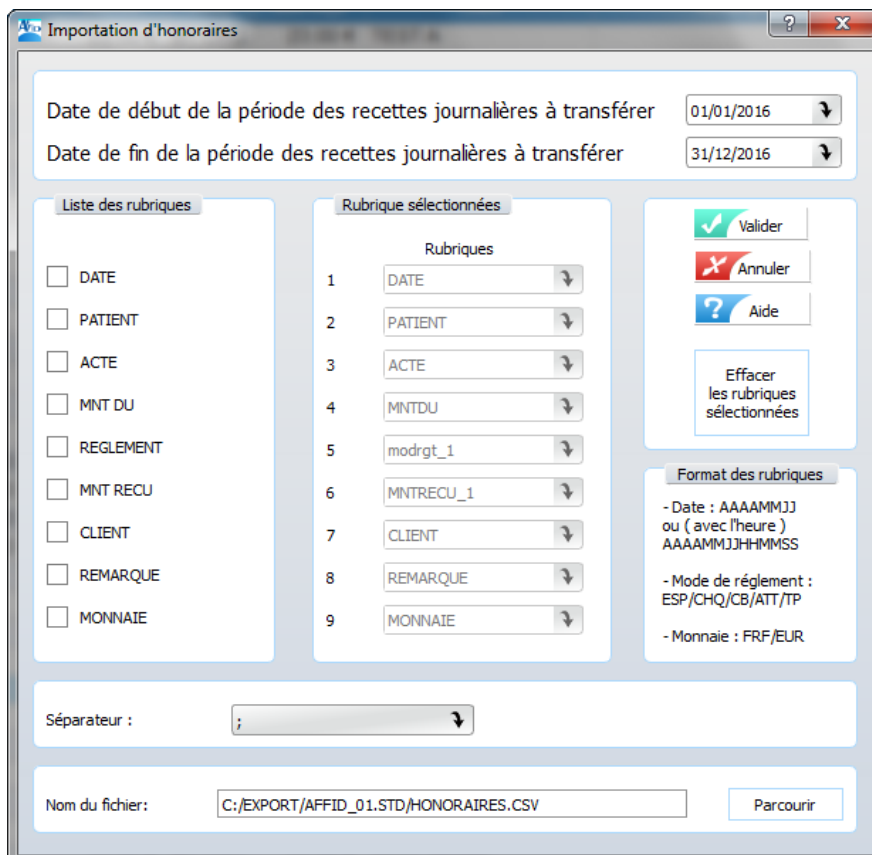 Importation d'honoraires
Date de début de la période des recettes journalières à transférer 01/01/2016
Date de fin de la période des recettes journalières à transférer 31/12/2016
Liste des rubriques
DATE
PATIENT
ACTE
MNT DU
REGLEMENT
MNT RECU
CLIENT
REMARQUE
MONNAIE
Rubrique sélectionnées
Rubriques
1 DATE
2 PATIENT
3 ACTE
4 MNTDU
5 modrgt_1
6 MNTRECU_1
7 CLIENT
8 REMARQUE
9 MONNAIE
Valider
Annuler
? Aide
Effacer
les rubriques
sélectionnées
Format des rubriques
- Date : AAAAMMJJ
ou ( avec l'heure )
AAAAMMJJHHMMSS
- Mode de réglement :
ESP/CHQ/CB/ATT/TP
- Monnaie : FRF/EUR
Séparateur : ;
Nom du fichier: C:/EXPORT/AFFID_01.STD/HONORAIRES.CSV Parcourir